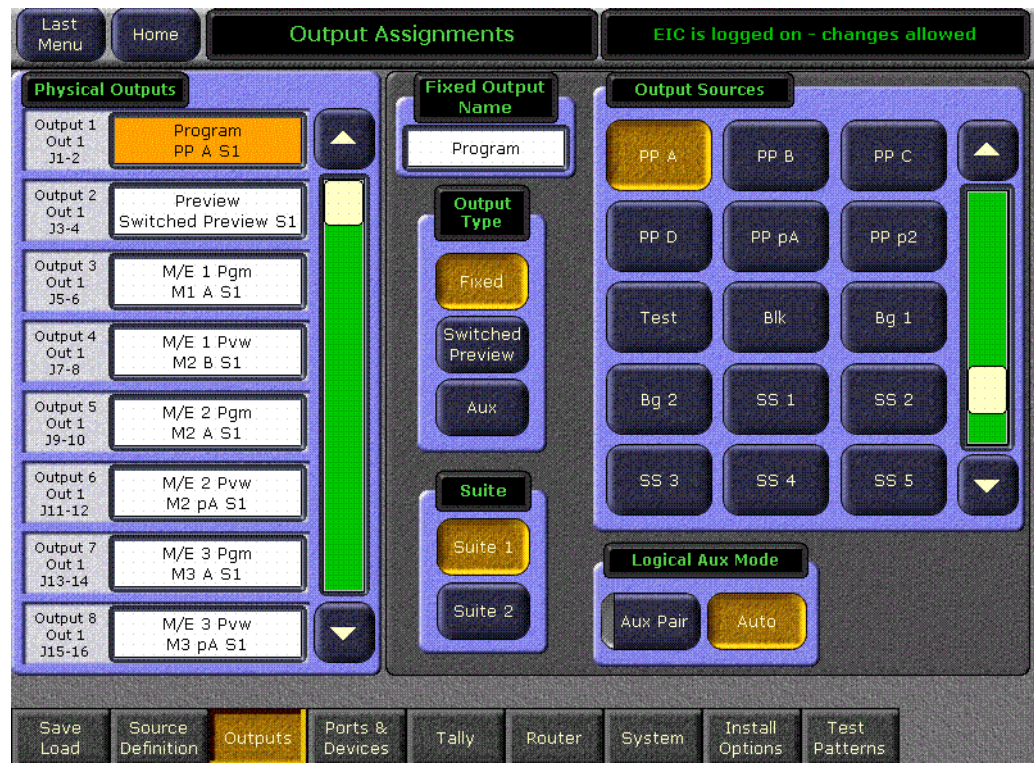 Last
Menu
Home
Output Assignments
EIC is logged on - changes allowed
Physical Outputs
Output 1
Out 1
J1-2
Program
PP A S1
Output 2
Out 1
J3-4
Preview
Switched Preview S1
Output 3
Out 1
J5-6
M/E 1 Pgm
M1 A S1
Output 4
Out 1
J7-8
M/E 1 Pvw
M2 B S1
Output 5
Out 1
J9-10
M/E 2 Pgm
M2 A S1
Output 6
Out 1
J11-12
M/E 2 Pvw
M2 pA S1
Output 7
Out 1
J13-14
M/E 3 Pgm
M3 A S1
Output 8
Out 1
J15-16
M/E 3 Pvw
M3 pA S1
Fixed Output
Name
Program
Output
Type
Fixed
Switched
Preview
Aux
Suite
Suite 1
Suite 2
Output Sources
PP A
PP B
PP C
PP D
PP pA
PP p2
Test
Blk
Bg 1
Bg 2
SS 1
SS 2
SS 3
SS 4
SS 5
Logical Aux Mode
Aux Pair
Auto
Save
Load
Source
Definition
Outputs
Ports &
Devices
Tally
Router
System
Install
Options
Test
Patterns